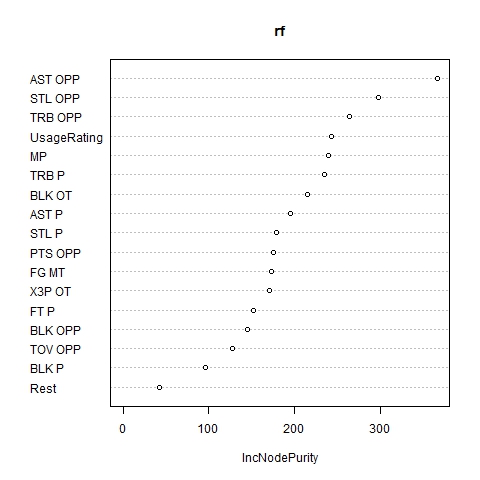 rf
AST OPP
STL OPP
TRB OPP
UsageRating
MP
TRB P
BLK OT
AST P
STL P
PTS OPP
FG MT
X3P OT
FT P
BLK OPP
TOV OPP
BLK P
Rest
0 100 200 300
IncNodePurity